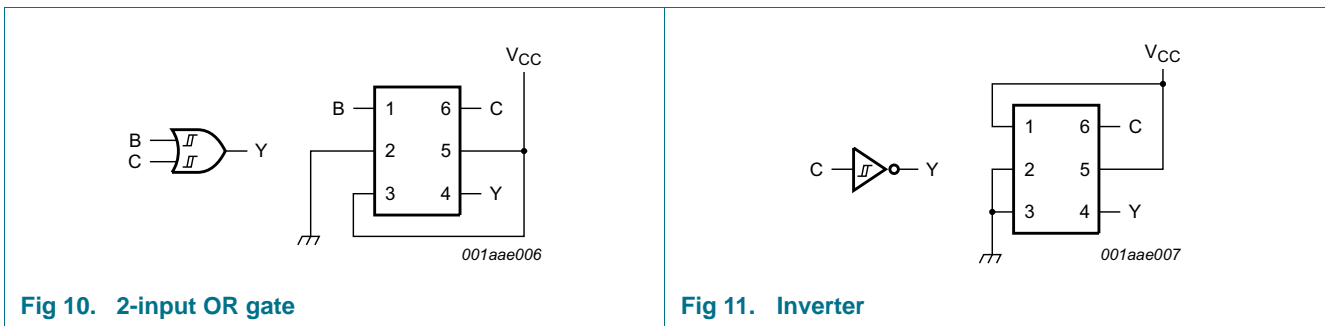 VCC
B 1 6 C
B
C
Y
2 5
3 4 Y
001aae006
Fig 10. 2-input OR gate
VCC
1 6 C
C
Y
2 5
3 4 Y
001aae007
Fig 11. Inverter